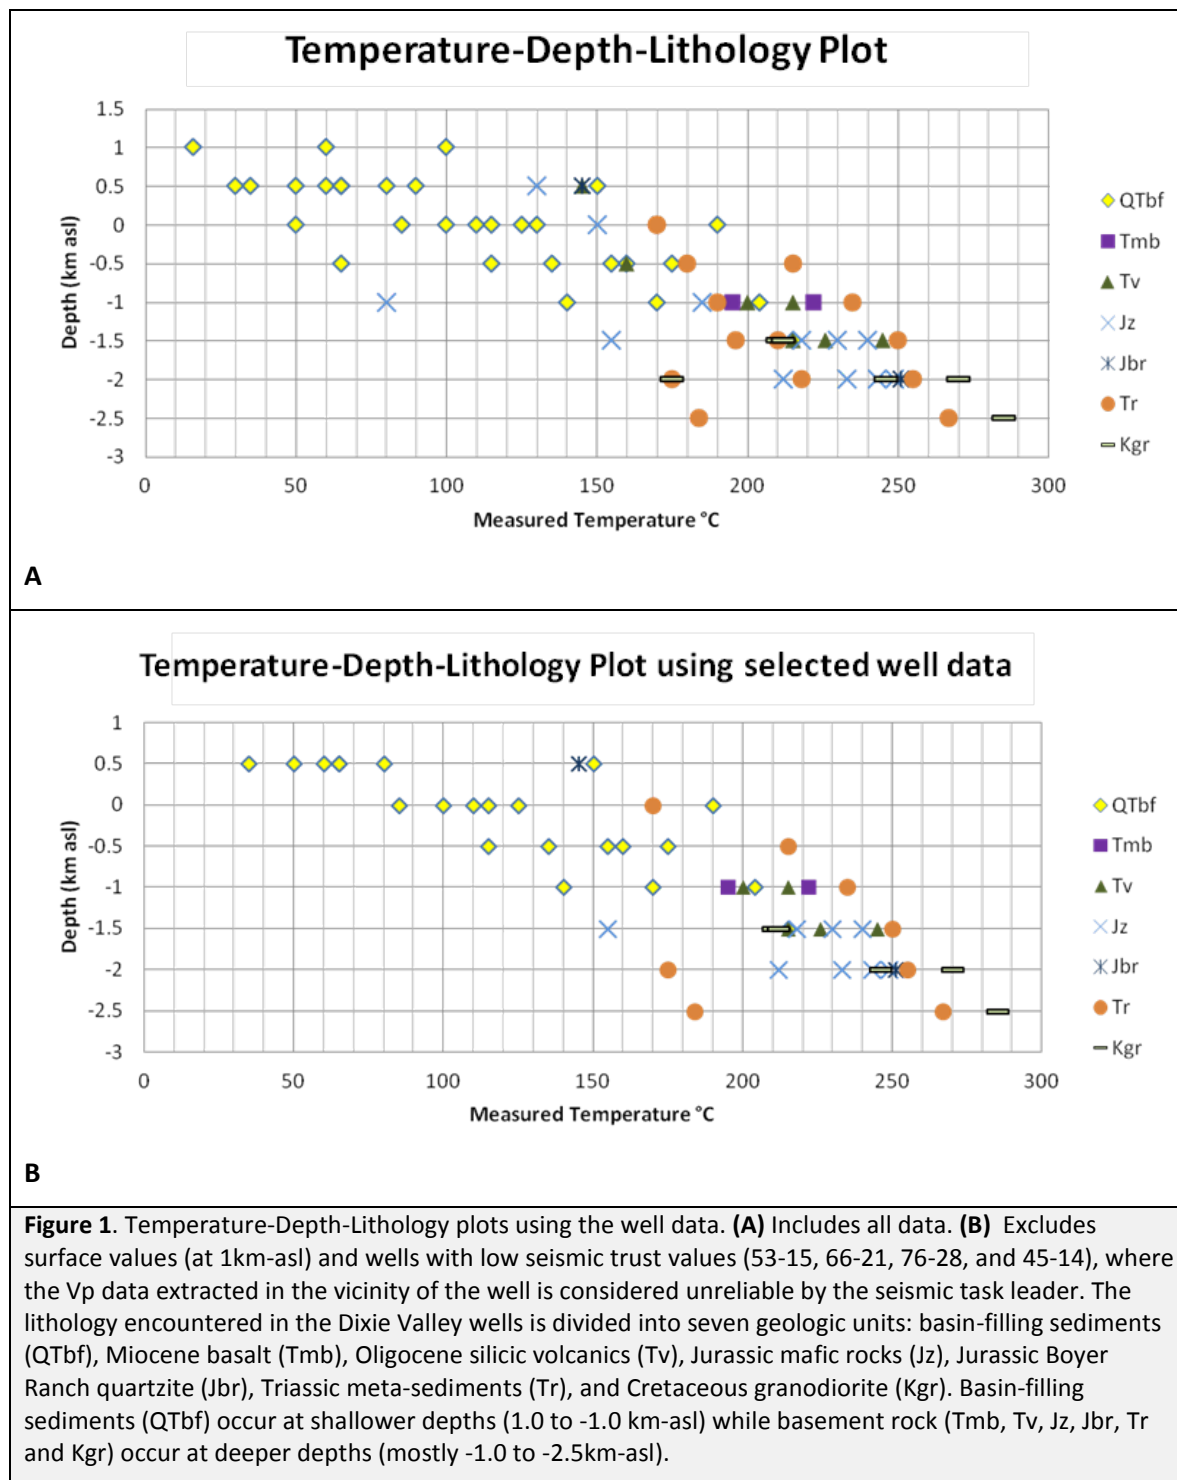 Temperature-Depth-Lithology Plot
1.5
1
0.5
0
-0.5
-1
-1.5
-2
-2.5
-3
Depth (km asl)
0 50 100 150 200 250 300
Measured Temperature °C
QTbf
Tmb
Tv
Jz
Jbr
Tr
Kgr
A
Temperature-Depth-Lithology Plot using selected well data
1
0.5
0
-0.5
-1
-1.5
-2
-2.5
-3
Depth (km asl)
0 50 100 150 200 250 300
Measured Temperature °C
QTbf
Tmb
Tv
Jz
Jbr
Tr
Kgr
B
Figure 1. Temperature-Depth-Lithology plots using the well data. (A) Includes all data. (B) Excludes
surface values (at 1km-asl) and wells with low seismic trust values (53-15, 66-21, 76-28, and 45-14), where
the Vp data extracted in the vicinity of the well is considered unreliable by the seismic task leader. The
lithology encountered in the Dixie Valley wells is divided into seven geologic units: basin-filling sediments
(QTbf), Miocene basalt (Tmb), Oligocene silicic volcanics (Tv), Jurassic mafic rocks (Jz), Jurassic Boyer
Ranch quartzite (Jbr), Triassic meta-sediments (Tr), and Cretaceous granodiorite (Kgr). Basin-filling
sediments (QTbf) occur at shallower depths (1.0 to -1.0 km-asl) while basement rock (Tmb, Tv, Jz, Jbr, Tr
and Kgr) occur at deeper depths (mostly -1.0 to -2.5km-asl).